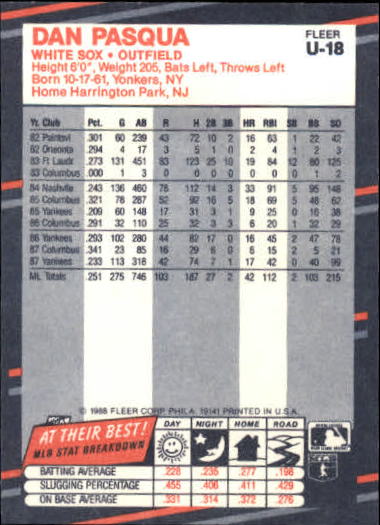 DAN PASQUA
FLEER
U-18
WHITE SOX • OUTFIELD
Height 6'0", Weight 205, Bats Left, Throws Left
Born 10-17-61, Yonkers, NY
Home Harrington Park, NJ
Yr. Club Pct. G AB R H 2B 3B HR RBI SB BB SO
82 Paintsvl .301 60 239 43 72 10 2 16 63 1 22 42
82 Oneonta .294 4 17 3 5 1 0 1 0 1 2
83 Ft Laudr .273 131 451 83 123 25 10 19 84 12 80 125
83 Columbus .000 1 3 0 0 0 0 0 0 0 0
84 Nashville .243 136 460 78 112 14 3 33 91 5 95 148
85 Columbus .321 78 287 52 92 16 5 18 69 5 48 62
85 Yankees .209 60 148 17 31 3 1 9 25 0 16 38
86 Columbus .291 32 110 25 32 3 3 6 20 1 32 29
86 Yankees .293 102 280 44 82 17 0 16 45 2 47 78
87 Columbus .341 23 85 16 29 6 0 6 15 2 5 21
87 Yankees .233 113 318 42 74 7 1 17 42 0 40 99
ML Totals .251 275 746 103 187 27 2 42 112 2 103 215
© 1988 FLEER CORP. PHILA. 19141 PRINTED IN U.S.A.
AT THEIR BEST!
MLB STAT BREAKDOWN
DAY NIGHT HOME ROAD
BATTING AVERAGE .228 .235 .277 .198
SLUGGING PERCENTAGE .455 .406 .411 .429
ON BASE AVERAGE .331 .314 .372 .276